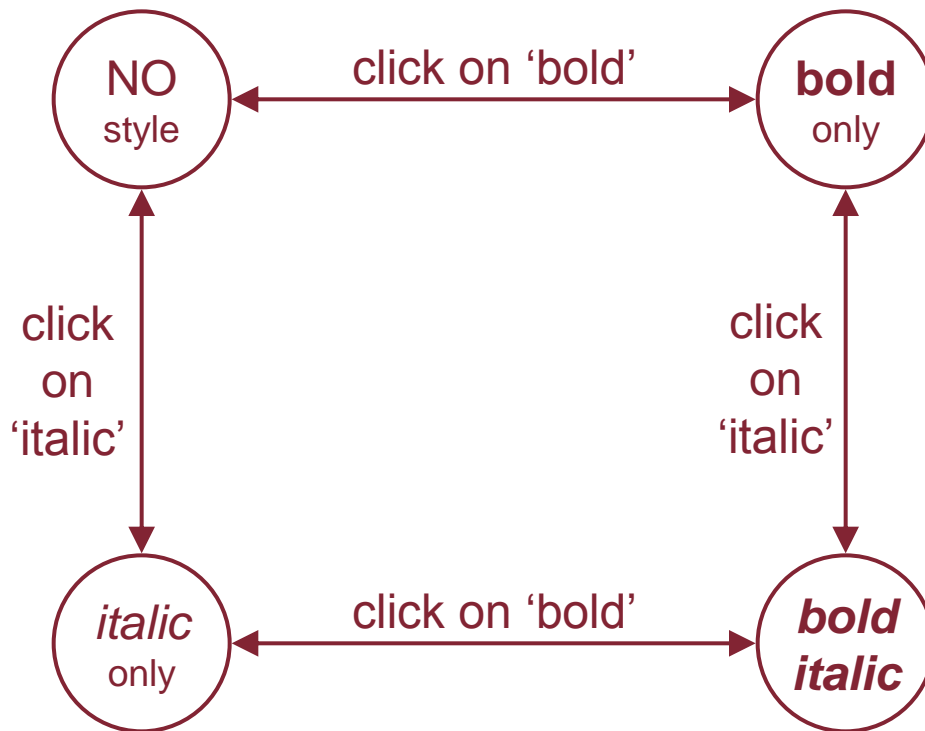 NO
style
click on ‘bold’
bold
only
click
on
‘italic’
click
on
‘italic’
italic
only
click on ‘bold’
bold
italic